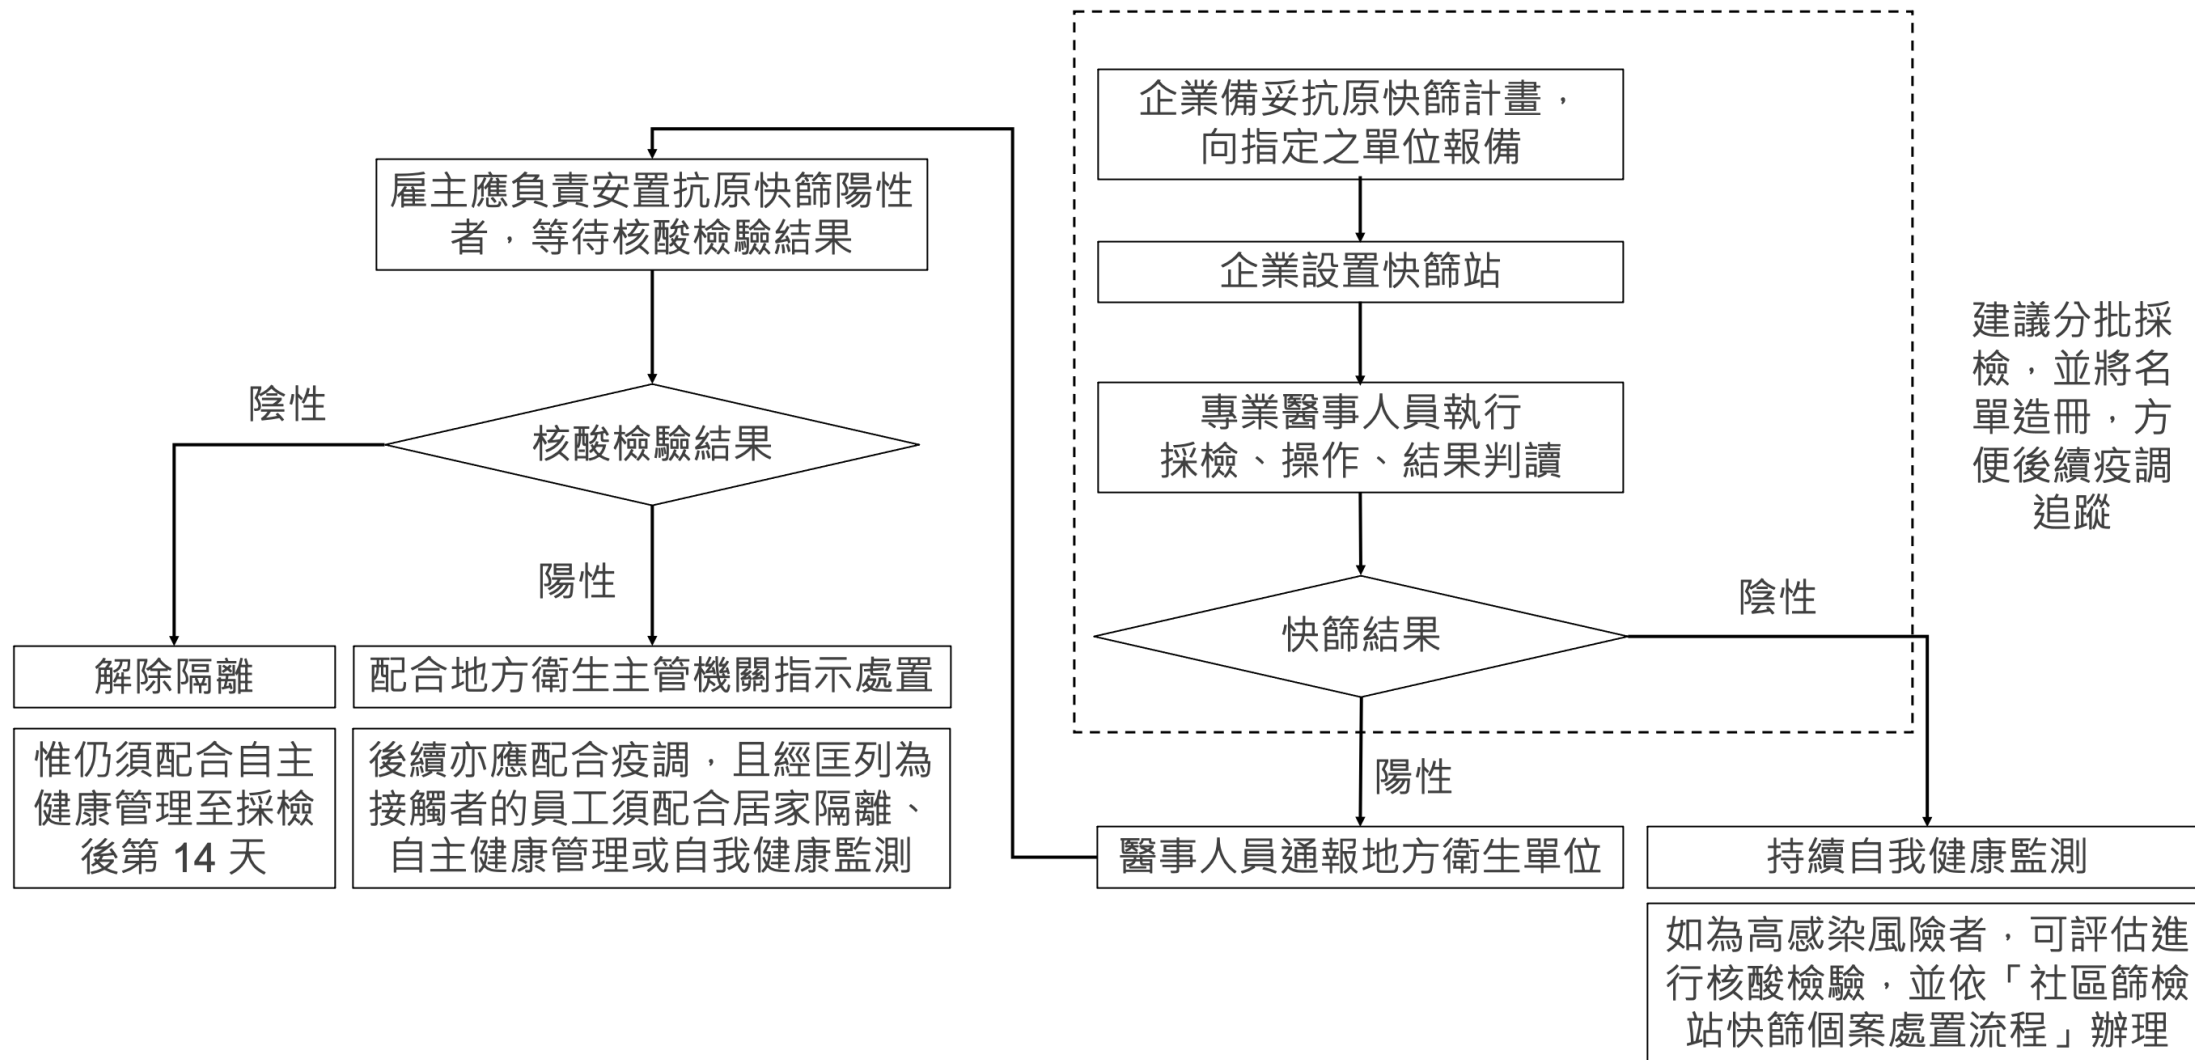 企業備妥抗原快篩計畫，
向指定之單位報備
企業設置快篩站
專業醫事人員執行
採檢、操作、結果判讀
快篩結果
陰性
陽性
建議分批採
檢，並將名
單造冊，方
便後續疫調
追蹤
醫事人員通報地方衛生單位
持續自我健康監測
如為高感染風險者，可評估進
行核酸檢驗，並依「社區篩檢
站快篩個案處置流程」辦理
雇主應負責安置抗原快篩陽性
者，等待核酸檢驗結果
核酸檢驗結果
陰性
陽性
解除隔離
惟仍須配合自主
健康管理至採檢
後第 14 天
配合地方衛生主管機關指示處置
後續亦應配合疫調，且經匡列為
接觸者的員工須配合居家隔離、
自主健康管理或自我健康監測